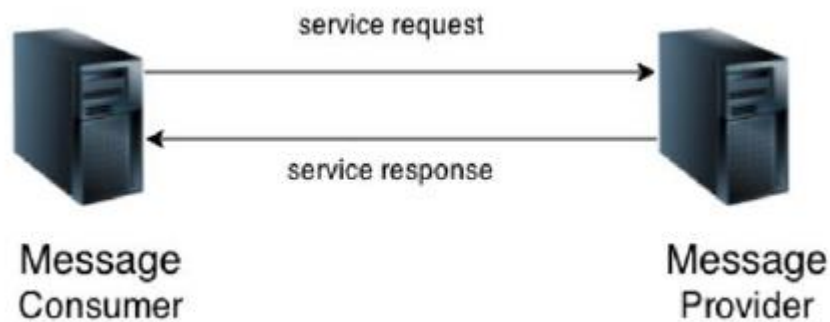 service request
service response
Message
Consumer
Message
Provider